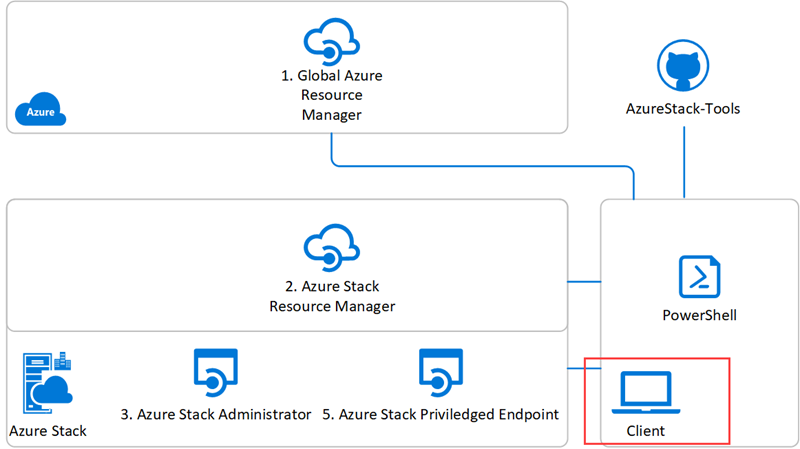 1. Global Azure
Resource
Manager
Azure
AzureStack-Tools
2. Azure Stack
Resource Manager
PowerShell
3. Azure Stack Administrator
5. Azure Stack Priviledged Endpoint
Azure Stack
Client